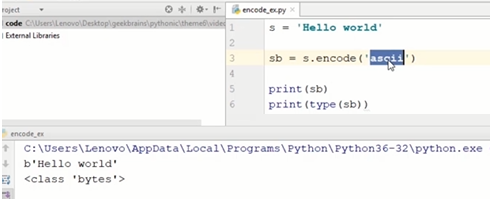 roject
encode_ex.py
code C:\Users\Lenovo\Desktop\geekbrains\pythonic\theme8\video
External Libraries
1 s = 'Hello world'
2
3 sb = s.encode('ascii')
4
5 print(sb)
6 print(type(sb))
encode_ex
C:\Users\Lenovo\AppData\Local\Programs\Python\Python36-32\python.exe
b'Hello world'
<class 'bytes'>